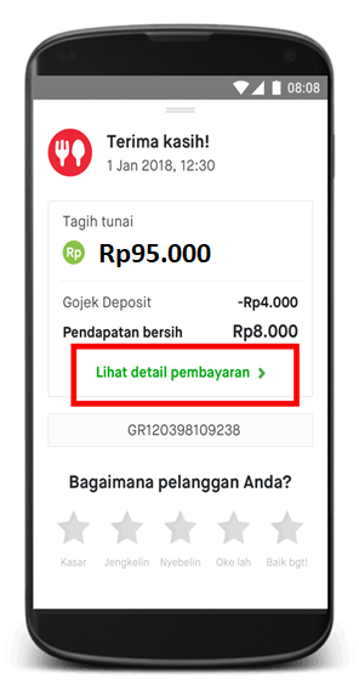 08:08
Terima kasih!
1 Jan 2018, 12:30
Tagih tunai
Rp Rp95.000
Gojek Deposit -Rp4.000
Pendapatan bersih Rp8.000
Lihat detail pembayaran >
GR120398109238
Bagaimana pelanggan Anda?
Kasar Jengkelin Nyebelin Oke lah Baik bgt!